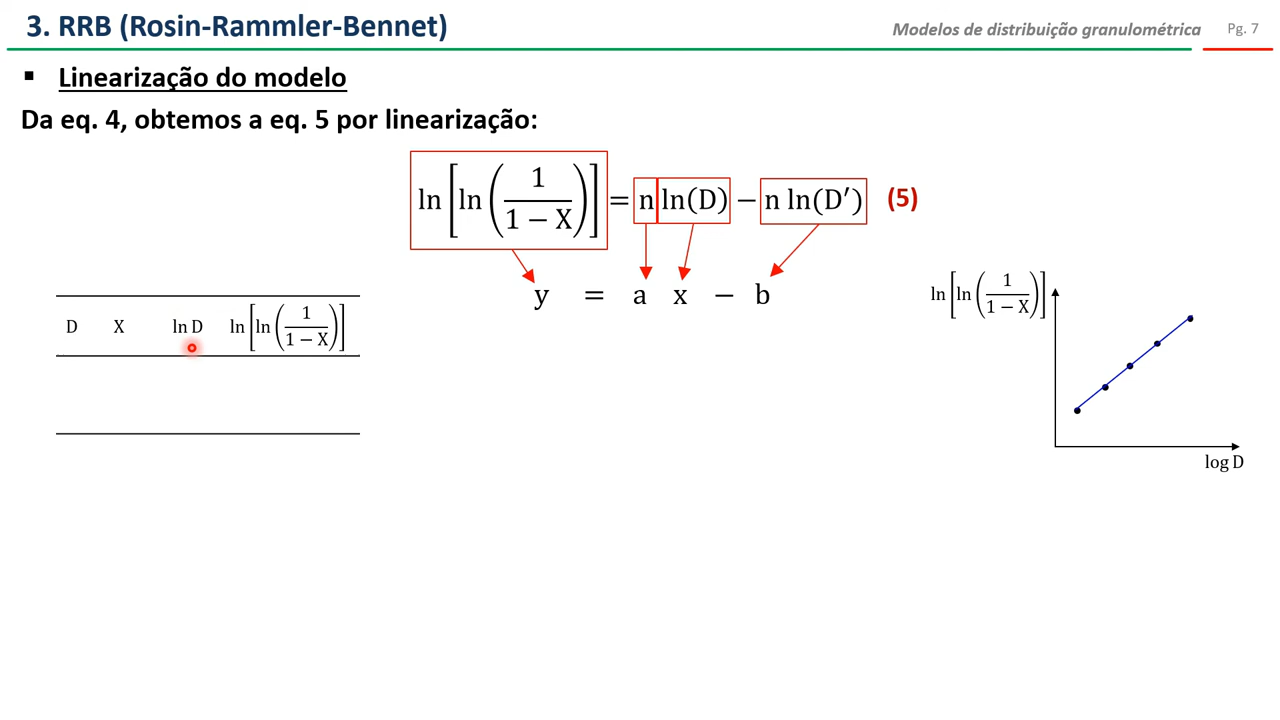 3. RRB (Rosin-Rammler-Bennet)
Modelos de distribuição granulométrica
Pg. 7
▪ Linearização do modelo
Da eq. 4, obtemos a eq. 5 por linearização:
ln[ln(1/(1 − X))] = n ln(D) − n ln(D′) (5)
y = a x − b
D X ln D ln[ln(1/(1 − X))]
ln[ln(1/(1 − X))]
log D